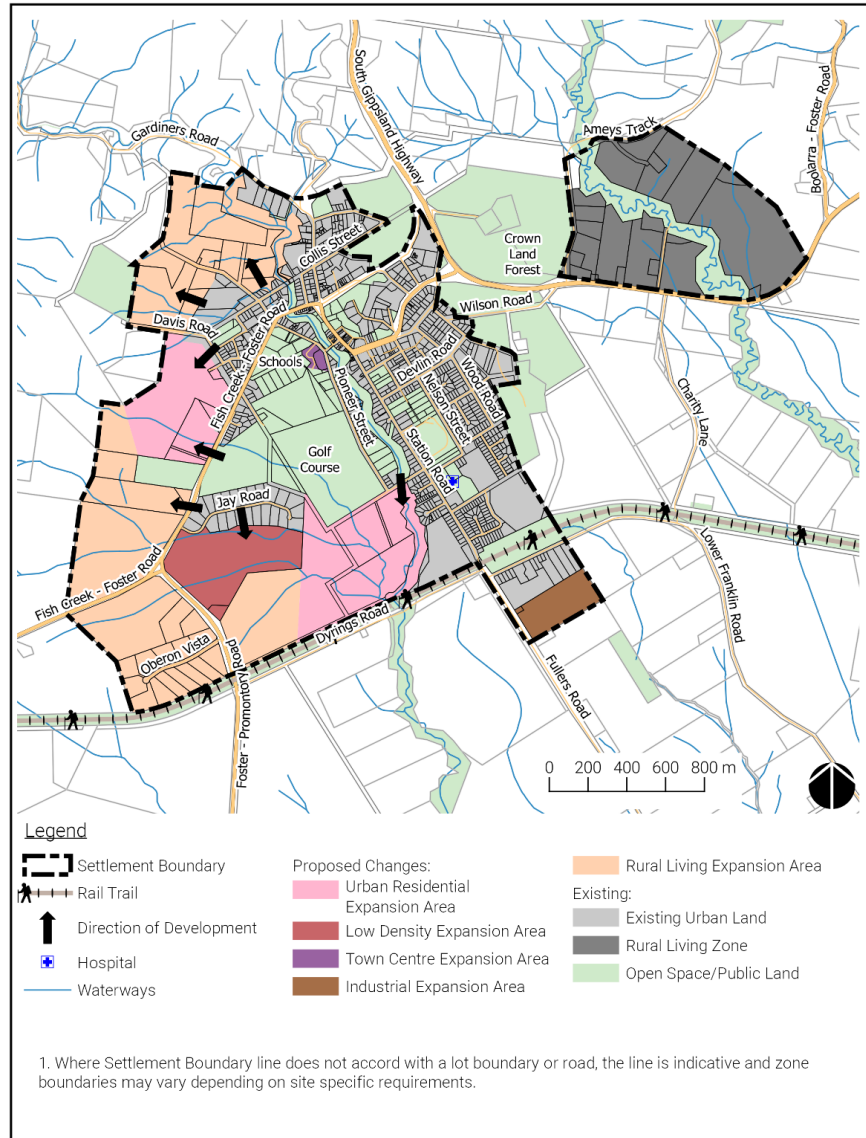 Gardiners Road
South Gippsland Highway
Ameys Track
Boolarra - Foster Road
Collis Street
Crown
Land
Forest
Wilson Road
Davis Road
Fish Creek - Foster Road
Schools
Devlin Road
Wood Road
Nelson Street
Pioneer Street
Station Road
Charity Lane
Golf
Course
Jay Road
Fish Creek - Foster Road
Dyrings Road
Lower Franklin Road
Oberon Vista
Foster - Promontory Road
Fullers Road
0 200 400 600 800 m
Legend
Settlement Boundary
Rail Trail
Direction of Development
Hospital
Waterways
Proposed Changes:
Urban Residential
Expansion Area
Low Density Expansion Area
Town Centre Expansion Area
Industrial Expansion Area
Rural Living Expansion Area
Existing:
Existing Urban Land
Rural Living Zone
Open Space/Public Land
1. Where Settlement Boundary line does not accord with a lot boundary or road, the line is indicative and zone
boundaries may vary depending on site specific requirements.